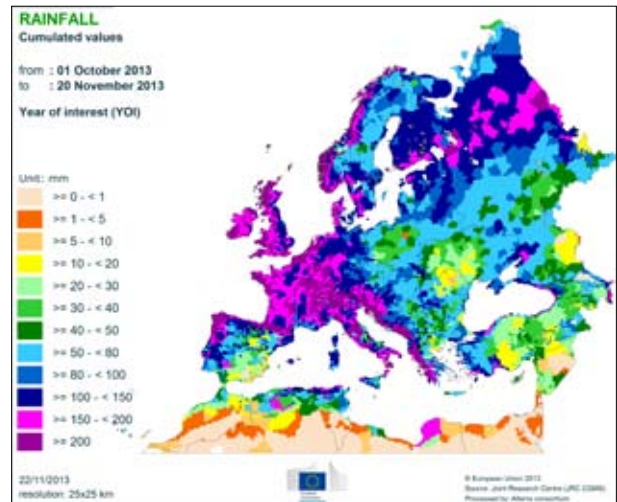 RAINFALL
Cumulated values
from : 01 October 2013
to : 20 November 2013
Year of interest (YOI)
Unit: mm
>= 0 - < 1
>= 1 - < 5
>= 5 - < 10
>= 10 - < 20
>= 20 - < 30
>= 30 - < 40
>= 40 - < 50
>= 50 - < 80
>= 80 - < 100
>= 100 - < 150
>= 150 - < 200
>= 200
22/11/2013
resolution: 25x25 km
© European Union 2013
Source: Joint Research Centre
Processed by: Alterra consortium